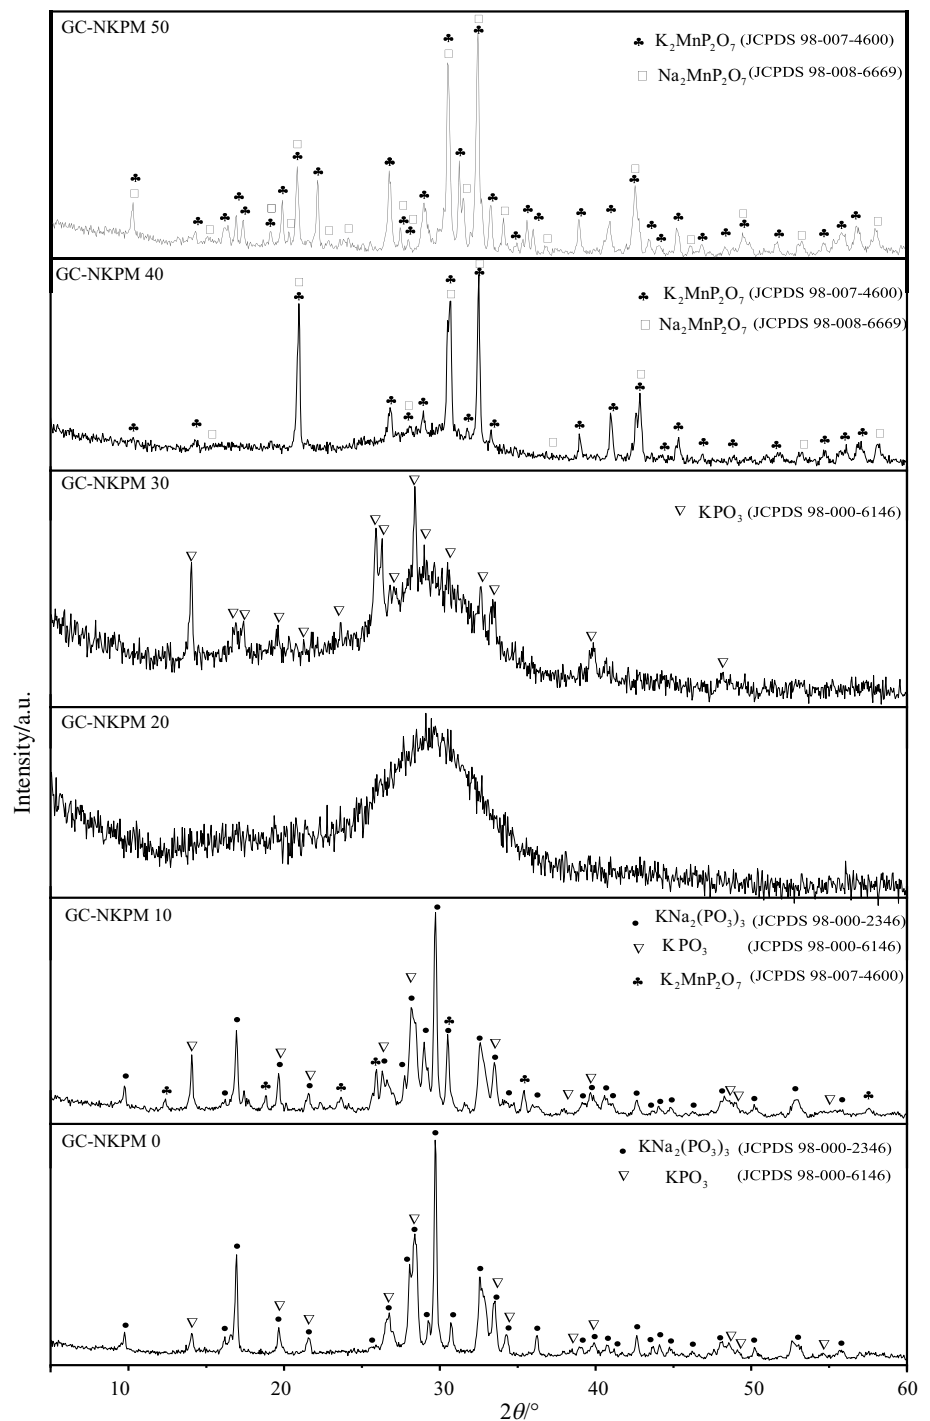 GC-NKPM 50
♣ K₂MnP₂O₇ (JCPDS 98-007-4600)
□ Na₂MnP₂O₇ (JCPDS 98-008-6669)
GC-NKPM 40
♣ K₂MnP₂O₇ (JCPDS 98-007-4600)
□ Na₂MnP₂O₇ (JCPDS 98-008-6669)
GC-NKPM 30
▽ KPO₃ (JCPDS 98-000-6146)
GC-NKPM 20
Intensity/a.u.
GC-NKPM 10
• KNa₂(PO₃)₃ (JCPDS 98-000-2346)
▽ KPO₃ (JCPDS 98-000-6146)
♣ K₂MnP₂O₇ (JCPDS 98-007-4600)
GC-NKPM 0
• KNa₂(PO₃)₃ (JCPDS 98-000-2346)
▽ KPO₃ (JCPDS 98-000-6146)
10 20 30 40 50 60
2θ/°